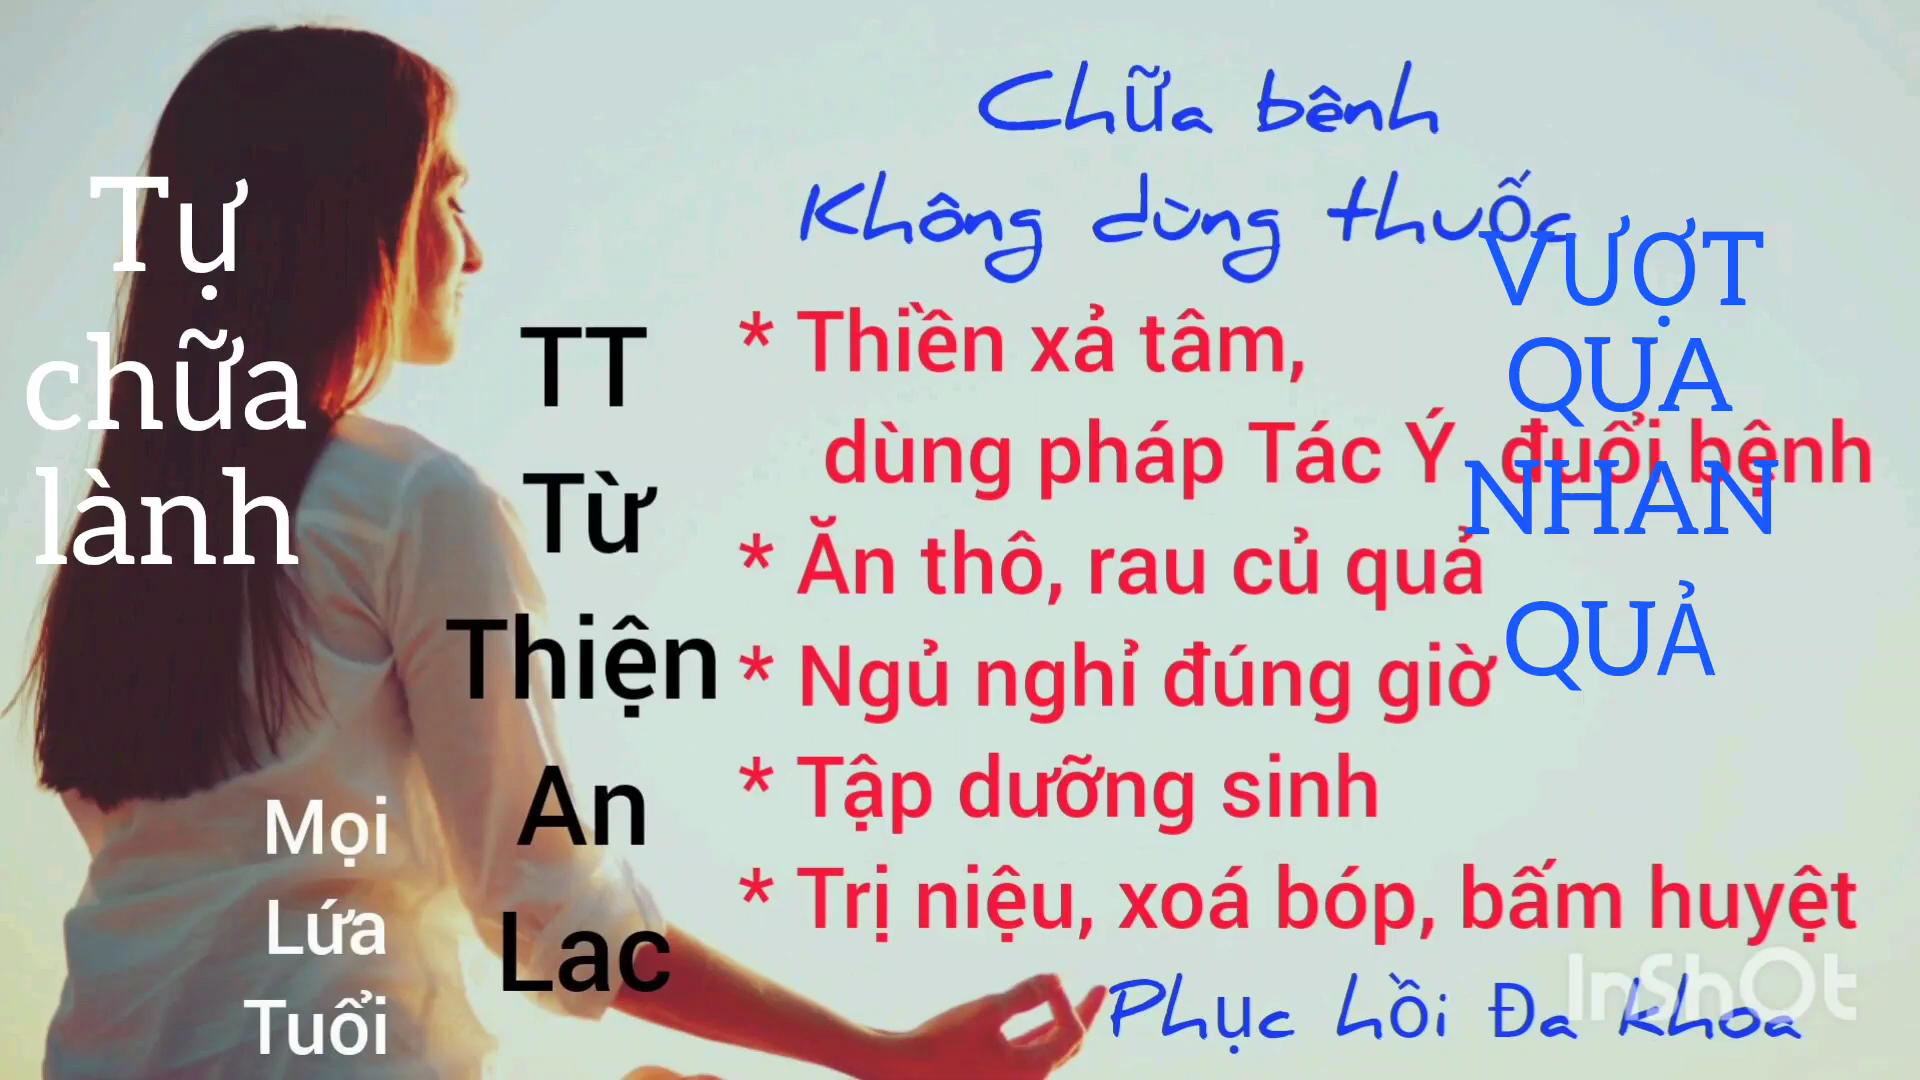 Tự
chữa
lành
Mọi
Lứa
Tuổi
TT
Từ
Thiện
An
Lac
Chữa bênh
Không dùng thuốc
* Thiền xả tâm,
dùng pháp Tác Ý đuổi bệnh
* Ăn thô, rau củ quả
* Ngủ nghỉ đúng giờ
* Tập dưỡng sinh
* Trị niệu, xoá bóp, bấm huyệt
Phục hồi Đa khoa
VƯỢT
QUA
NHAN
QUẢ
InShOt